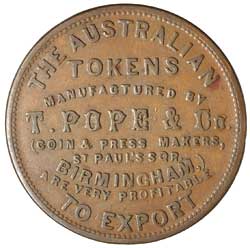 THE AUSTRALIAN
TOKENS
MANUFACTURED BY
T. POPE & Co.
(COIN & PRESS MAKERS,
ST PAUL'S SQR.
BIRMINGHAM)
ARE VERY PROFITABLE
TO EXPORT